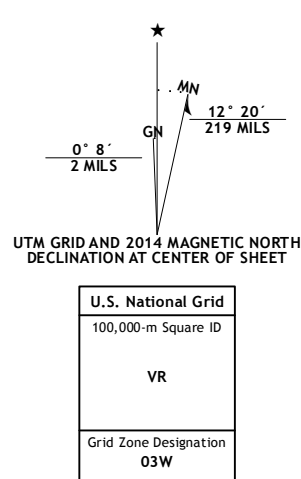 ★
MN
GN
12° 20´
219 MILS
0° 8´
2 MILS
UTM GRID AND 2014 MAGNETIC NORTH
DECLINATION AT CENTER OF SHEET
U.S. National Grid
100,000-m Square ID
VR
Grid Zone Designation
03W